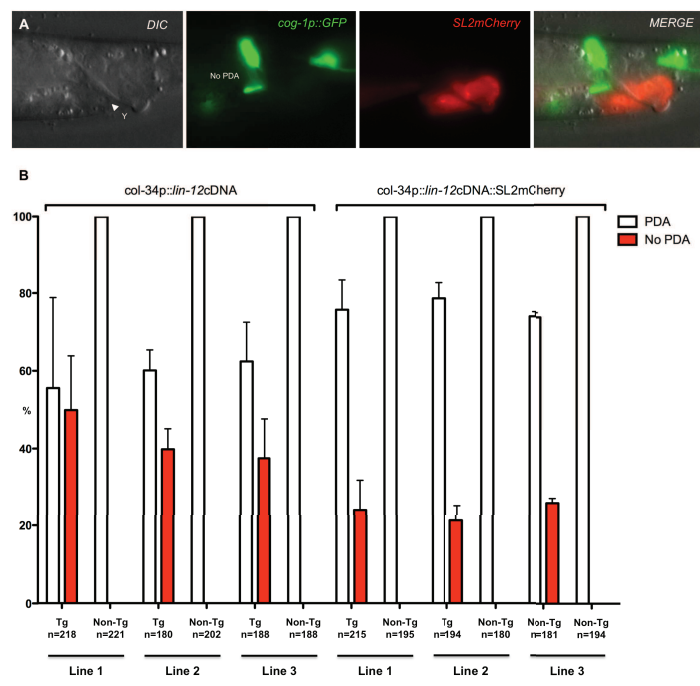 A
DIC
cog-1p::GFP
SL2mCherry
MERGE
No PDA
Y
B
col-34p::lin-12cDNA
col-34p::lin-12cDNA::SL2mCherry
PDA
No PDA
100
80
60
%
40
20
0
Tg Non-Tg Tg Non-Tg Tg Non-Tg Tg Non-Tg Tg Non-Tg Non-Tg Non-Tg
n=218 n=221 n=180 n=202 n=188 n=188 n=215 n=195 n=194 n=180 n=181 n=194
Line 1 Line 2 Line 3 Line 1 Line 2 Line 3